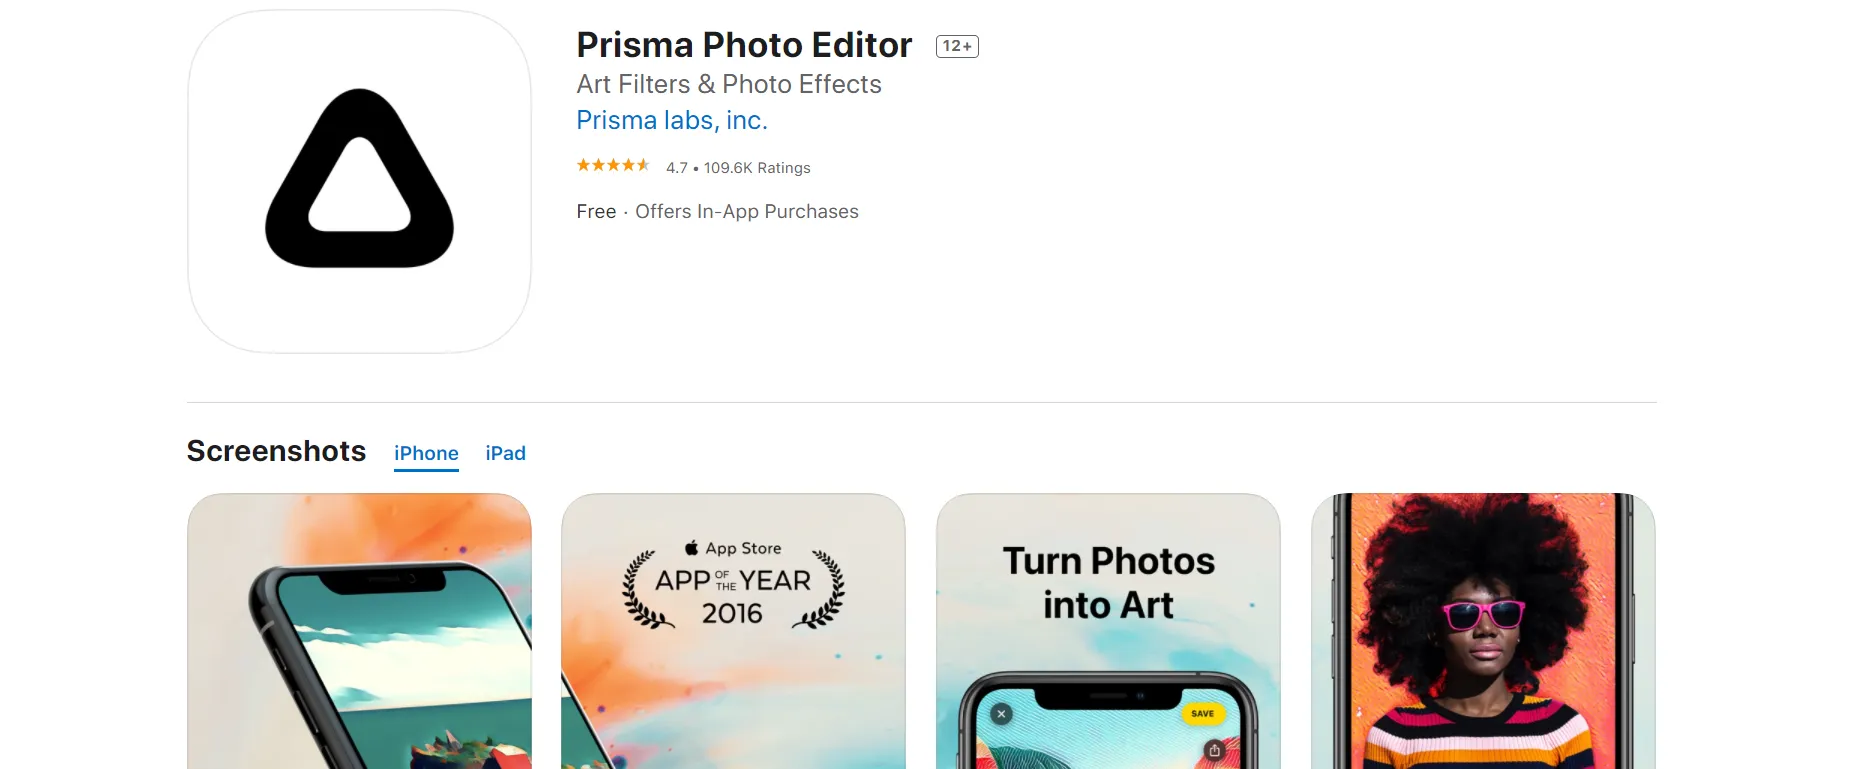 Prisma Photo Editor 12+
Art Filters & Photo Effects
Prisma labs, inc.
4.7 • 109.6K Ratings
Free · Offers In-App Purchases
Screenshots iPhone iPad
App Store
APP OF THE YEAR
2016
Turn Photos
into Art
SAVE